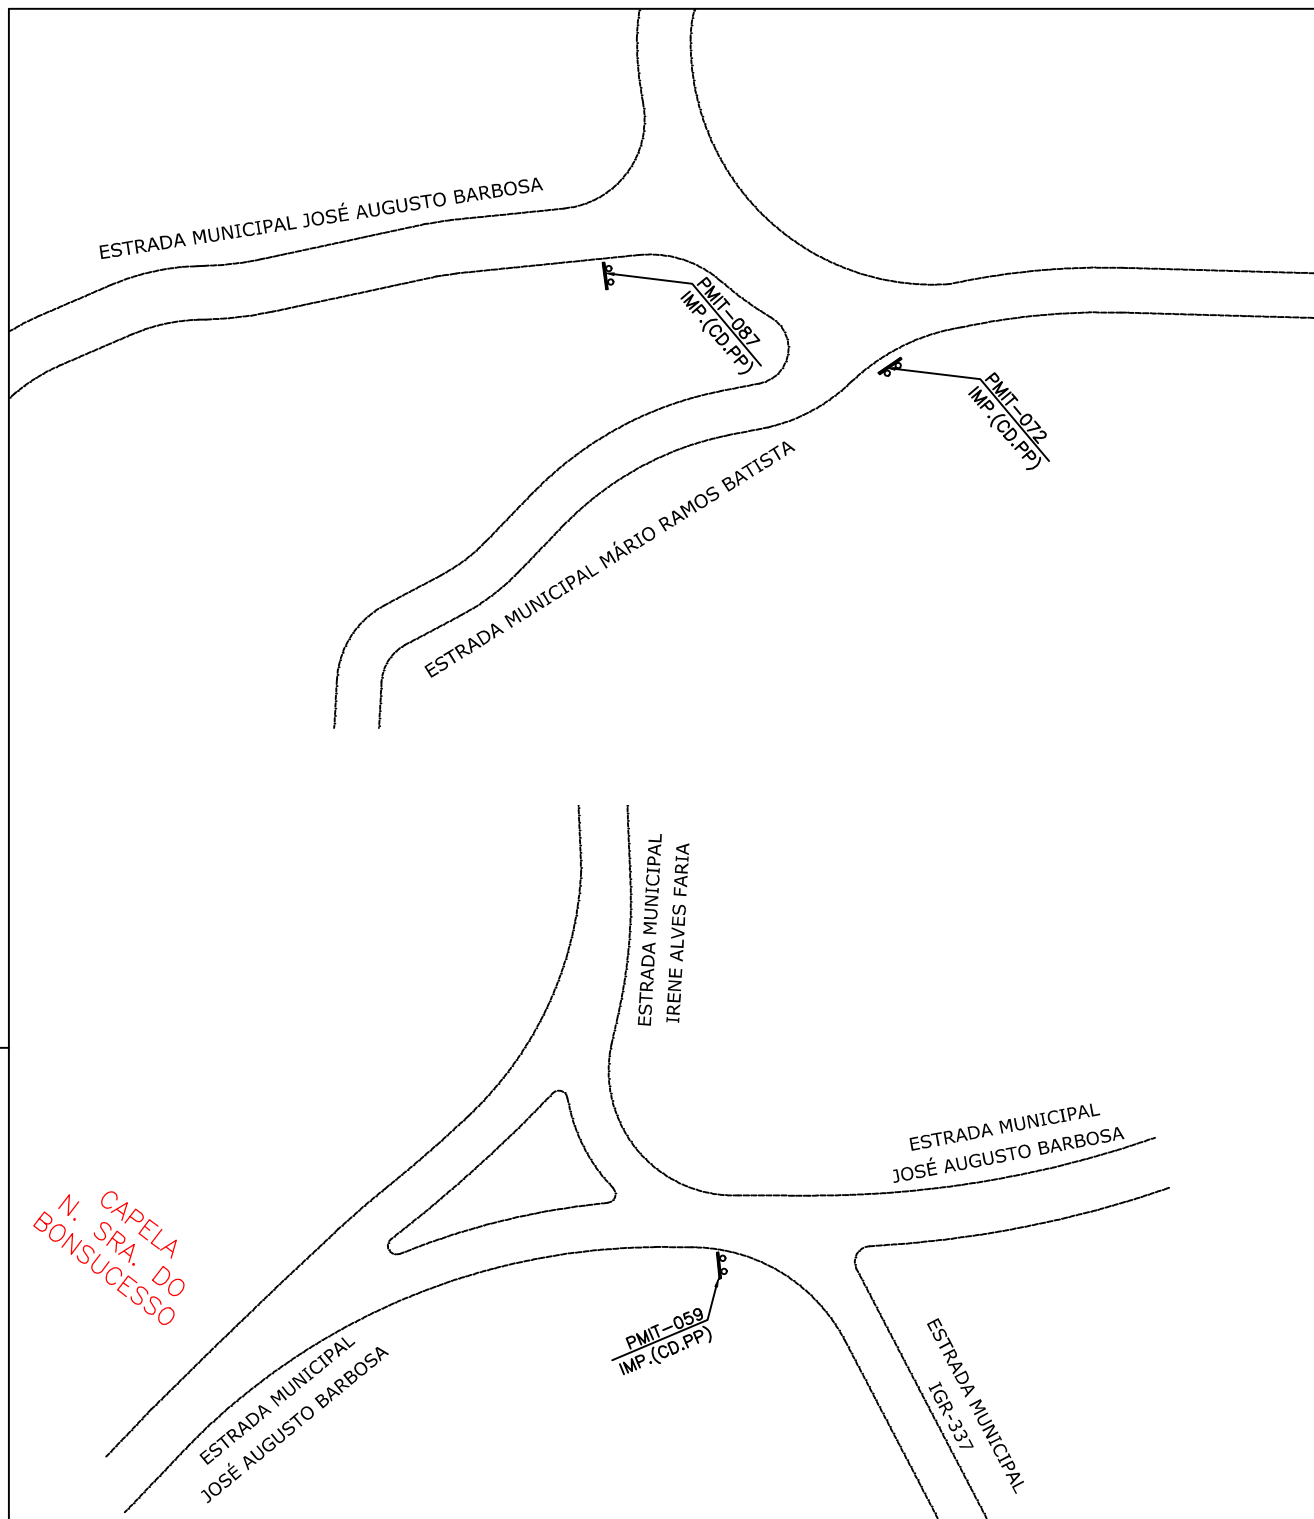 ESTRADA MUNICIPAL JOSÉ AUGUSTO BARBOSA
PMIT-087
IMP.(CD.PP)
PMIT-072
IMP.(CD.PP)
ESTRADA MUNICIPAL MÁRIO RAMOS BATISTA
ESTRADA MUNICIPAL
IRENE ALVES FARIA
ESTRADA MUNICIPAL
JOSÉ AUGUSTO BARBOSA
CAPELA
N. SRA. DO
BONSUCESSO
PMIT-059
IMP.(CD.PP)
ESTRADA MUNICIPAL
JOSÉ AUGUSTO BARBOSA
ESTRADA MUNICIPAL
IGR-337